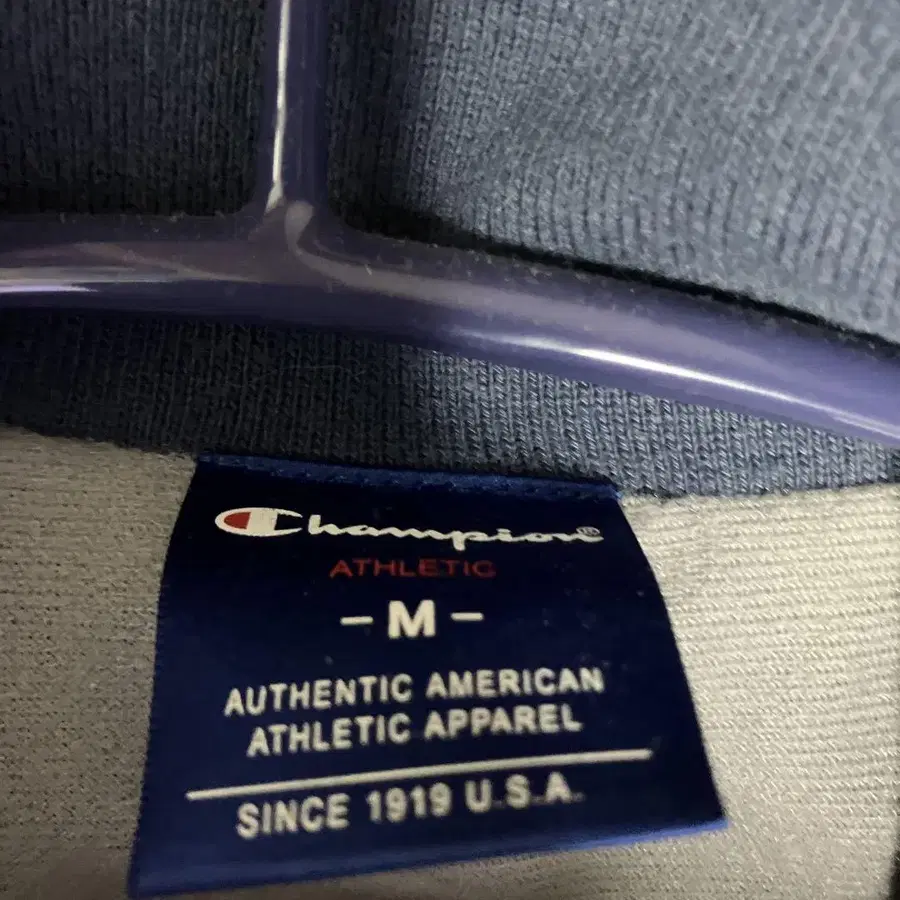 Champion®
ATHLETIC
- M -
AUTHENTIC AMERICAN
ATHLETIC APPAREL
SINCE 1919 U.S.A.